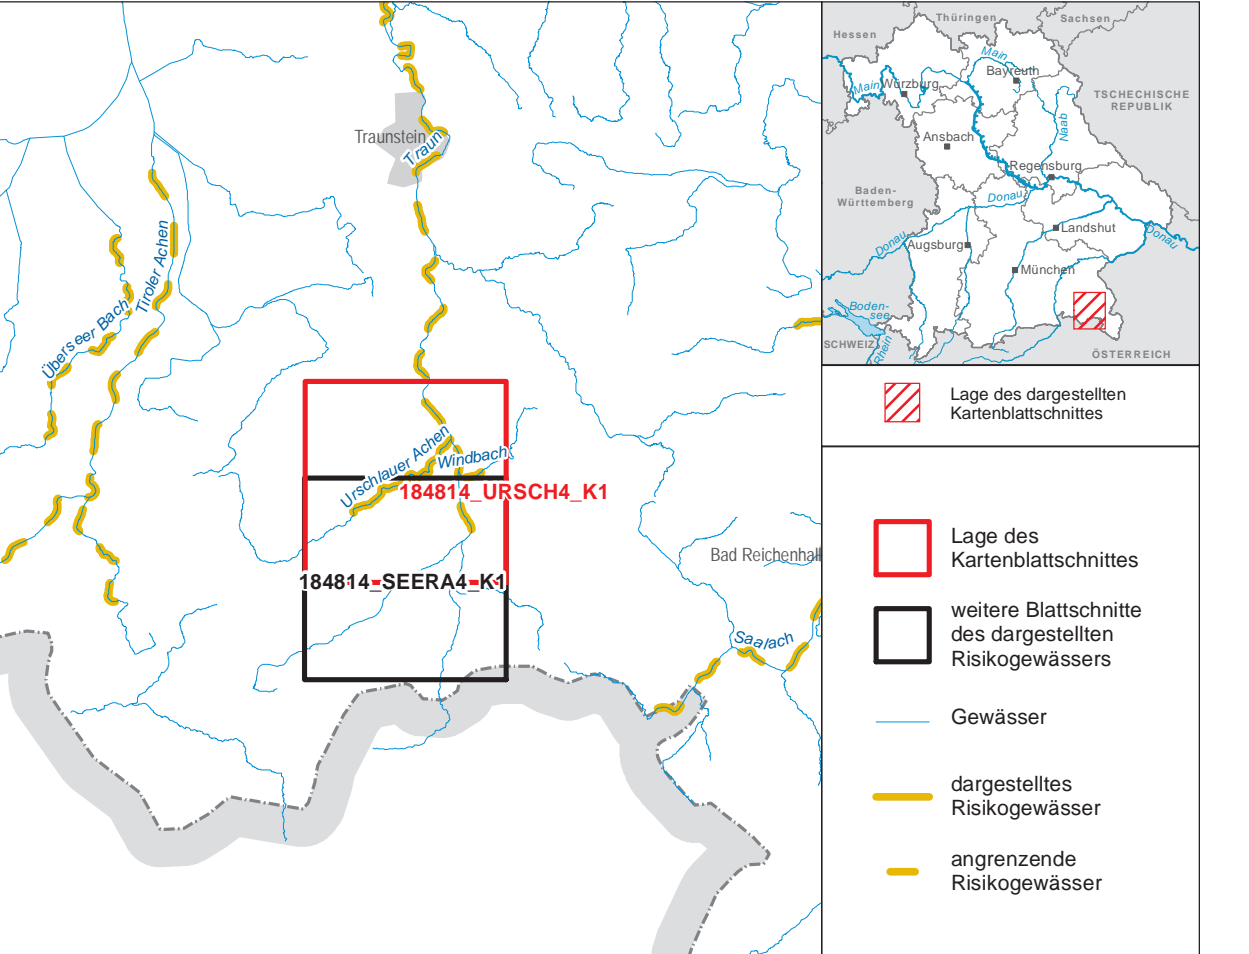 Traunstein
Traun
Tiroler Achen
Überseer Bach
Urschlauer Achen
Windbach
184814_URSCH4_K1
Bad Reichenhall
184814_SEERA4_K1
Saalach
Thüringen
Sachsen
Hessen
Main
Bayreuth
Main
Würzburg
TSCHECHISCHE
REPUBLIK
Naab
Ansbach
Regensburg
Baden-
Württemberg
Donau
Landshut
Donau
Donau
Augsburg
München
Boden-
see
SCHWEIZ
Rhein
ÖSTERREICH
Lage des dargestellten
Kartenblattschnittes
Lage des
Kartenblattschnittes
weitere Blattschnitte
des dargestellten
Risikogewässers
Gewässer
dargestelltes
Risikogewässer
angrenzende
Risikogewässer